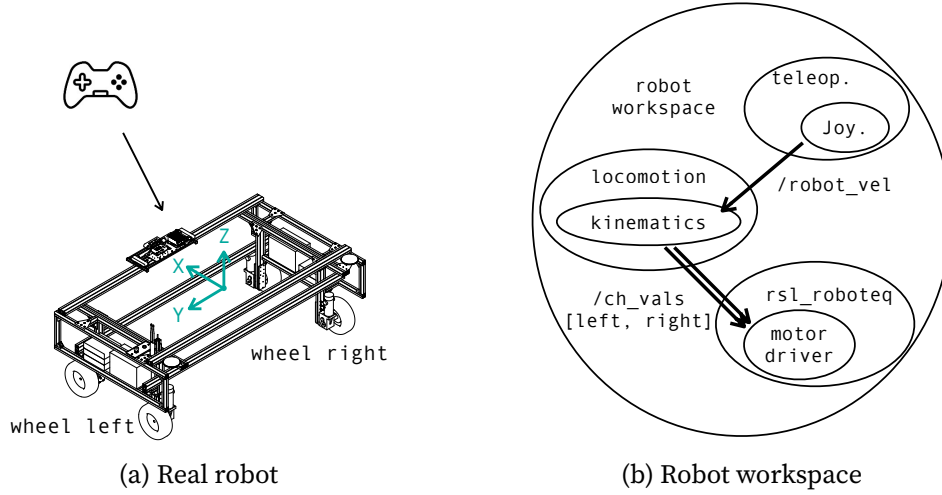 Z
X
Y
wheel right
wheel left
(a) Real robot
robot
workspace
teleop.
Joy.
/robot_vel
locomotion
kinematics
/ch_vals
[left, right]
rsl_roboteq
motor
driver
(b) Robot workspace